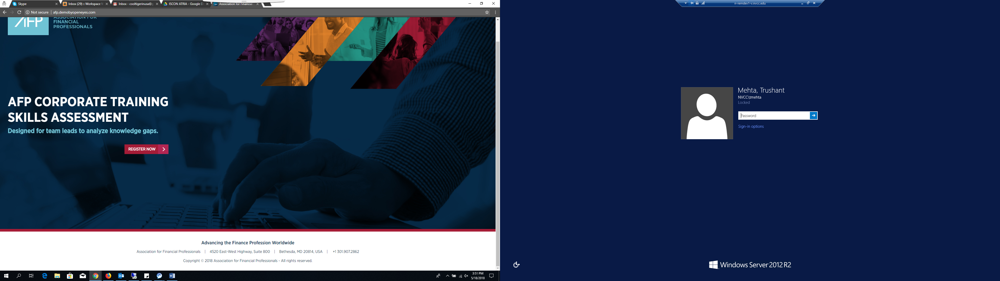 Skype
Inbox (29) :: Workspace W
Inbox - cooltigerinusa@g
ISCON ATRIA - Google D
Association for Financial
Not secure
afp.demobyopeneyes.com
AFP
ASSOCIATION FOR
FINANCIAL
PROFESSIONALS
AFP CORPORATE TRAINING
SKILLS ASSESSMENT
Designed for team leads to analyze knowledge gaps.
REGISTER NOW
Advancing the Finance Profession Worldwide
Association for Financial Professionals | 4520 East-West Highway, Suite 800 | Bethesda, MD 20814, USA | +1 301.907.2862
Copyright © 2018 Association for Financial Professionals - All rights reserved.
3:51 PM
5/18/2018
n-remdev1-v.nvcc.edu
Mehta, Trushant
NVCC\tmehta
Locked
Password
Sign-in options
Windows Server 2012 R2